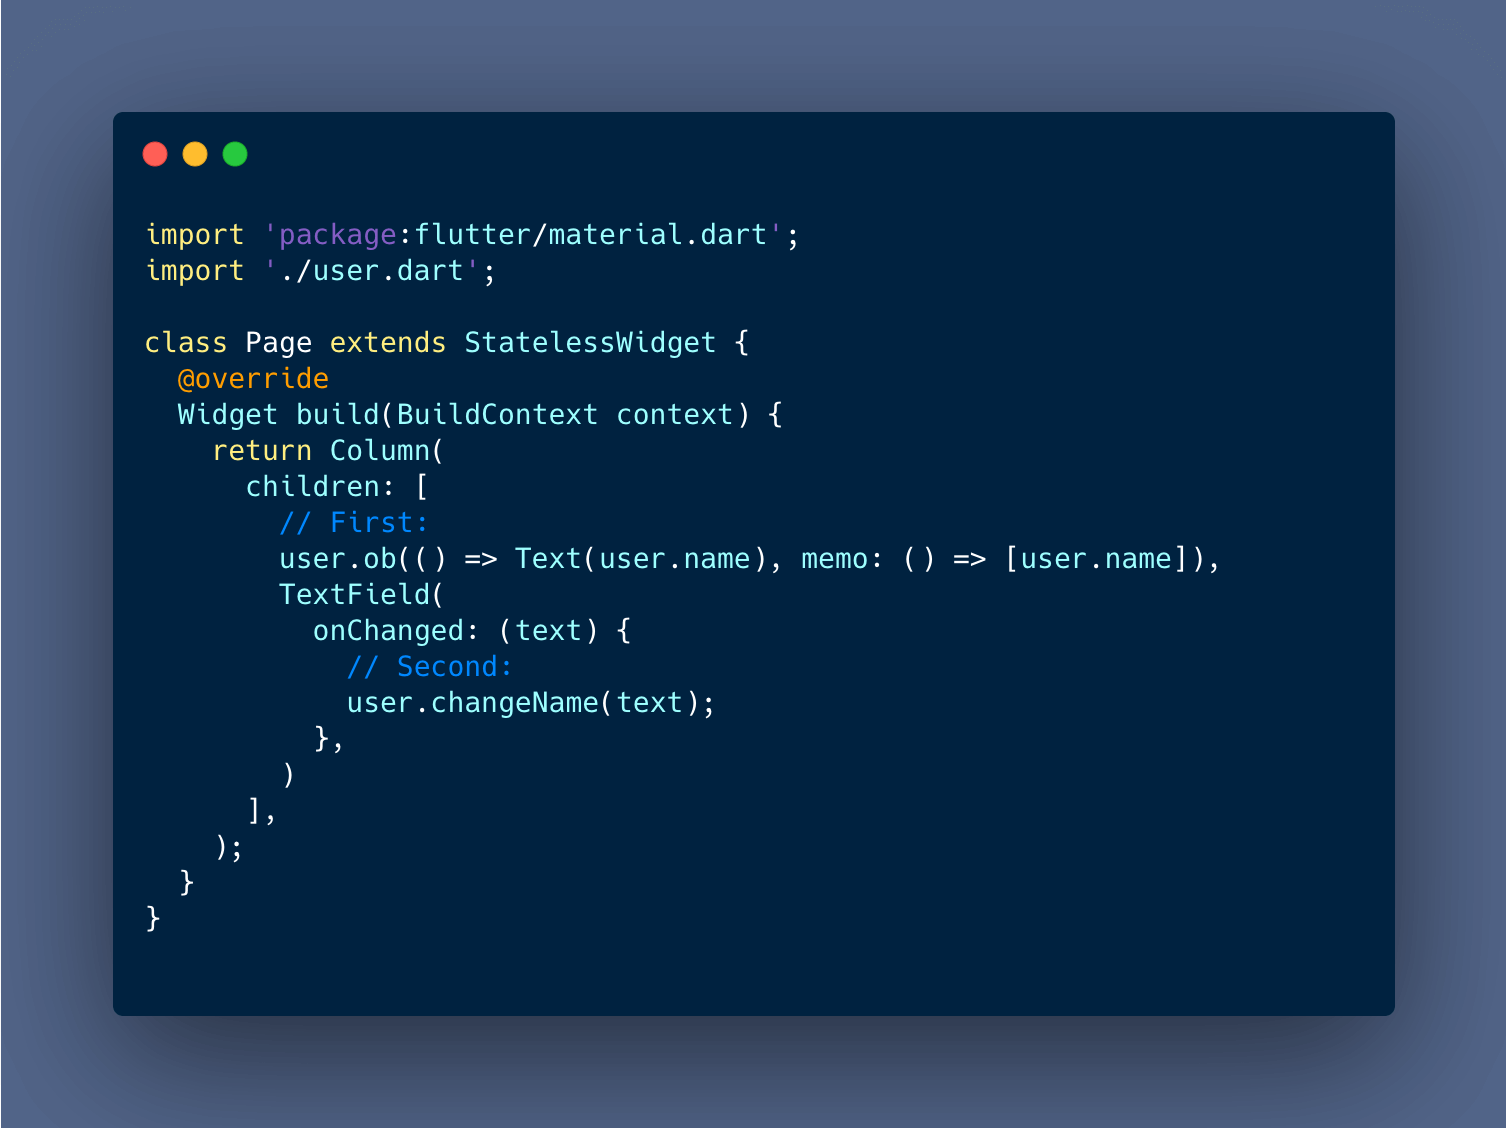 import 'package:flutter/material.dart';
import './user.dart';

class Page extends StatelessWidget {
  @override
  Widget build(BuildContext context) {
    return Column(
      children: [
        // First:
        user.ob(() => Text(user.name), memo: () => [user.name]),
        TextField(
          onChanged: (text) {
            // Second:
            user.changeName(text);
          },
        )
      ],
    );
  }
}